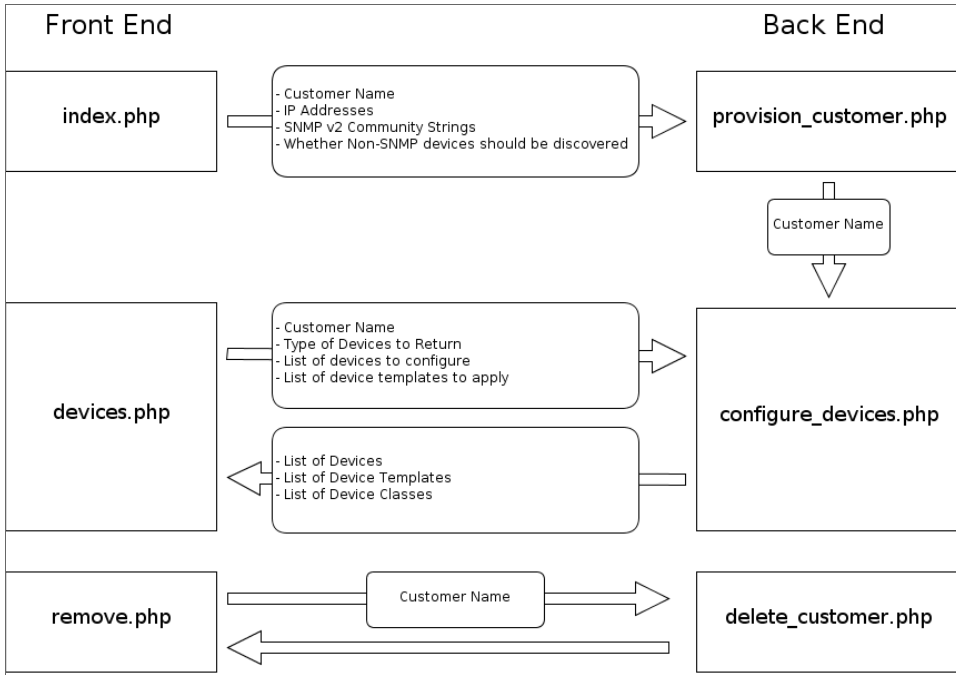 Front End
Back End
index.php
- Customer Name
- IP Addresses
- SNMP v2 Community Strings
- Whether Non-SNMP devices should be discovered
provision_customer.php
Customer Name
devices.php
- Customer Name
- Type of Devices to Return
- List of devices to configure
- List of device templates to apply
configure_devices.php
- List of Devices
- List of Device Templates
- List of Device Classes
remove.php
Customer Name
delete_customer.php